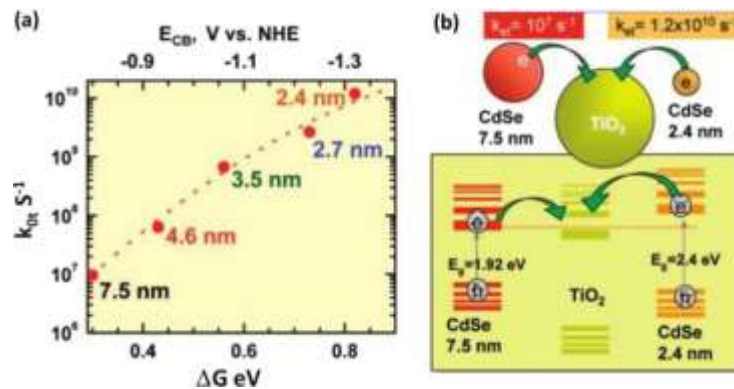 (a)
E_CB, V vs. NHE
-0.9 -1 -1.1 -1.2 -1.3
10^10
10^9
10^8
10^7
10^6
2.4 nm
2.7 nm
3.5 nm
4.6 nm
7.5 nm
0.4 0.6 0.8
ΔG eV
(b)
k_et= 10^7 s^-1
k_et= 1.2x10^10 s^-1
e
e
CdSe
7.5 nm
TiO_2
CdSe
2.4 nm
E_g=1.92 eV
E_g=2.4 eV
TiO_2
CdSe
7.5 nm
CdSe
2.4 nm